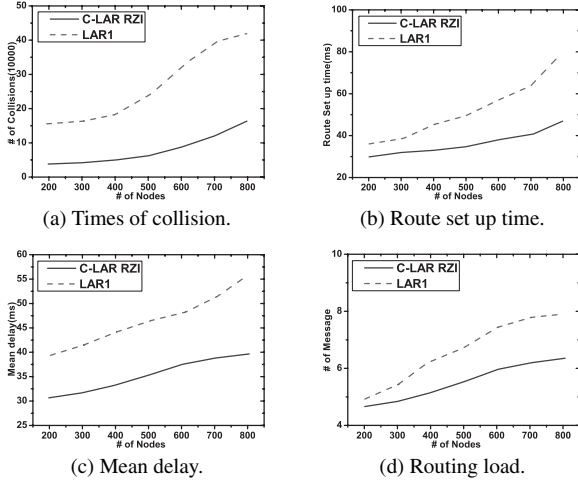 C-LAR RZI
LAR1
# of Collisions(10000)
50
40
30
20
10
0
200 300 400 500 600 700 800
# of Nodes
(a) Times of collision.
C-LAR RZI
LAR1
Route Set up time(ms)
100
80
60
40
20
200 300 400 500 600 700 800
# of Nodes
(b) Route set up time.
C-LAR RZI
LAR1
Mean delay(ms)
60
55
50
45
40
35
30
25
200 300 400 500 600 700 800
# of Nodes
(c) Mean delay.
C-LAR RZI
LAR1
# of Message
10
8
6
4
200 300 400 500 600 700 800
# of Nodes
(d) Routing load.